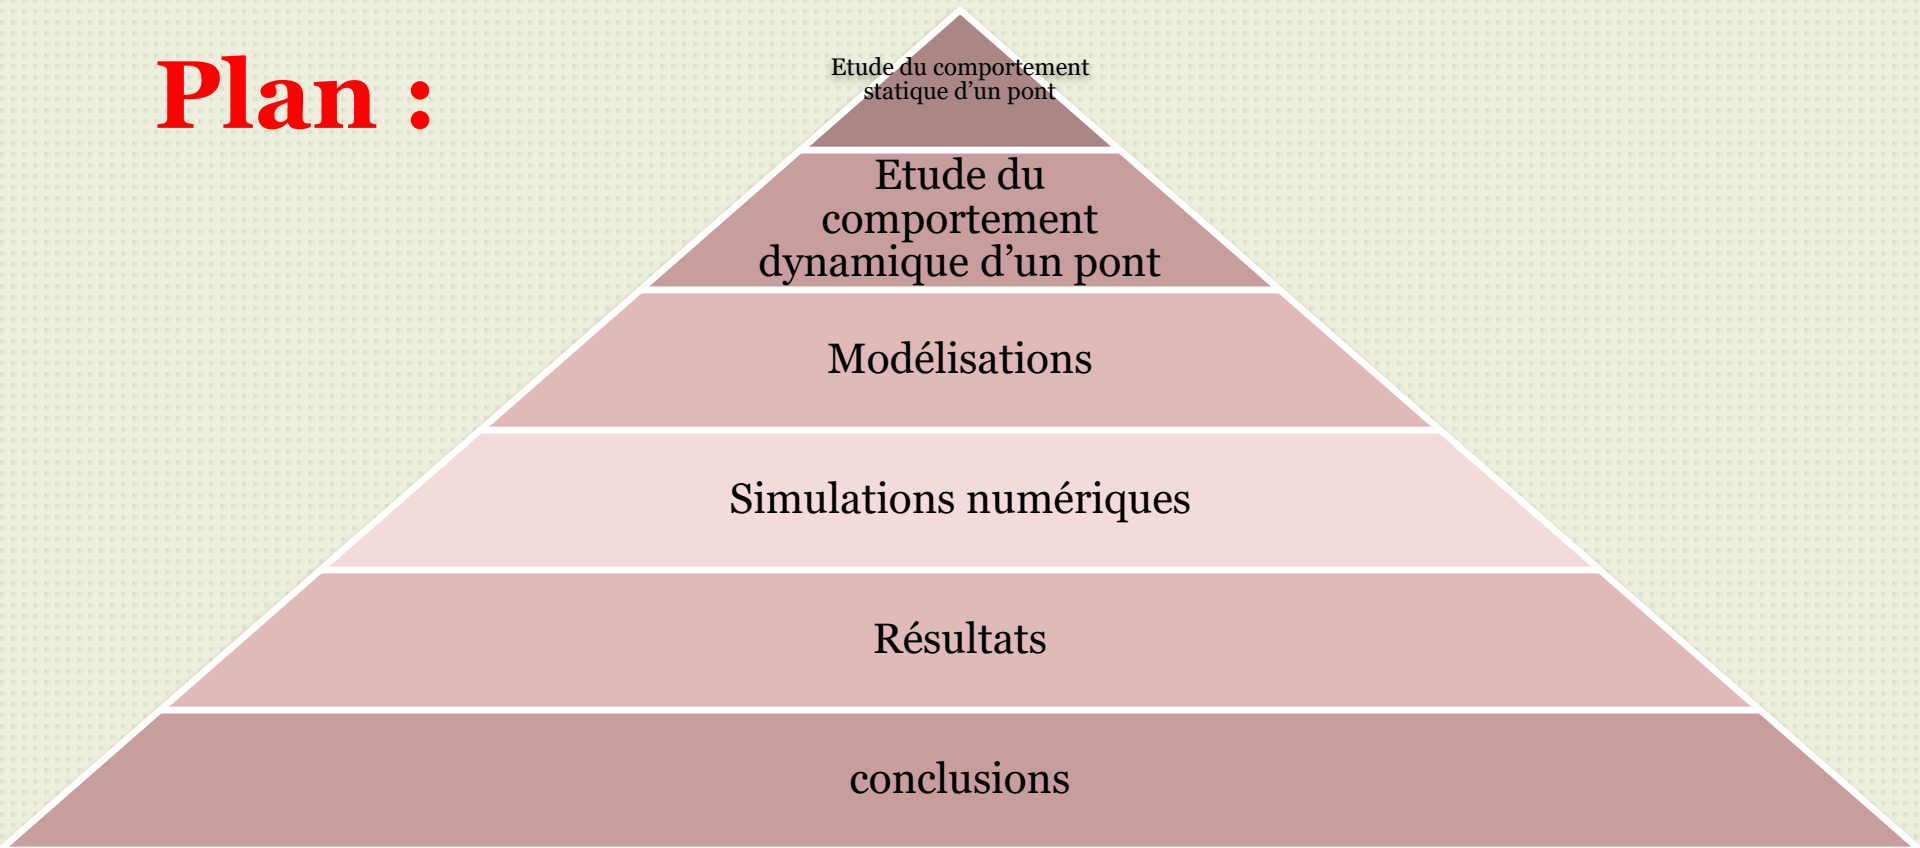 Plan :
Etude du comportement
statique d’un pont
Etude du
comportement
dynamique d’un pont
Modélisations
Simulations numériques
Résultats
conclusions